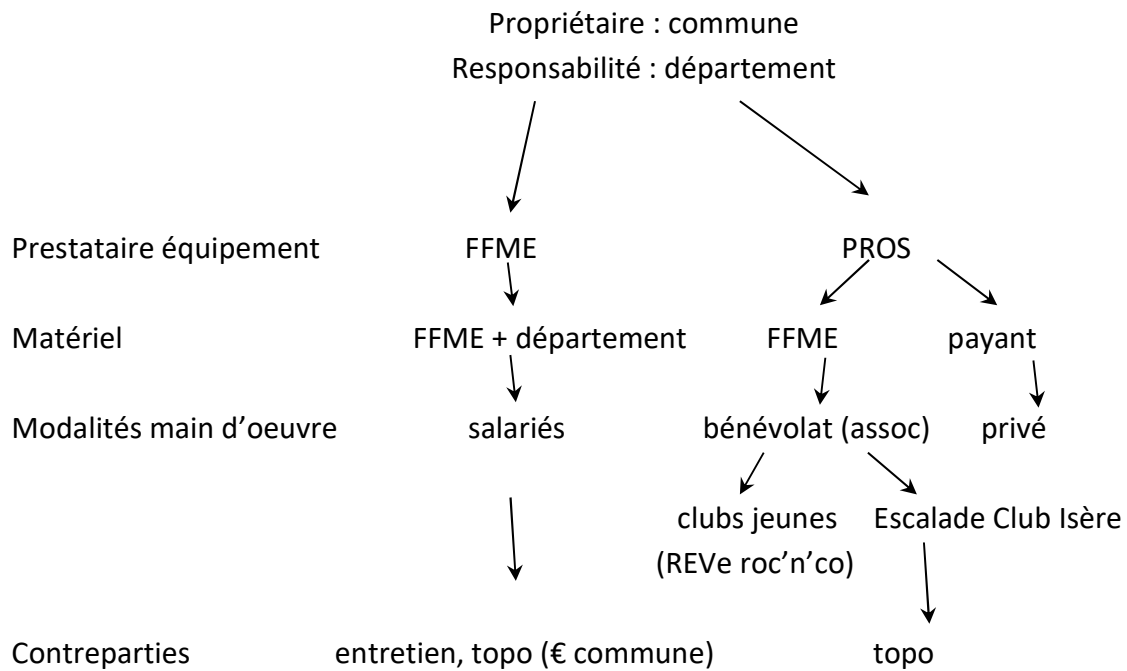 Propriétaire : commune
Responsabilité : département
Prestataire équipement FFME PROS
Matériel FFME + département FFME payant
Modalités main d’oeuvre salariés bénévolat (assoc) privé
clubs jeunes Escalade Club Isère
(REVe roc’n’co)
Contreparties entretien, topo (€ commune) topo